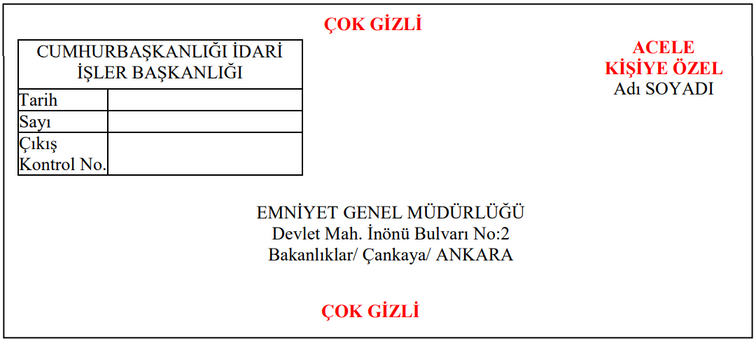 ÇOK GİZLİ
CUMHURBAŞKANLIĞI İDARİ
İŞLER BAŞKANLIĞI
Tarih
Sayı
Çıkış
Kontrol No.
ACELE
KİŞİYE ÖZEL
Adı SOYADI
EMNİYET GENEL MÜDÜRLÜĞÜ
Devlet Mah. İnönü Bulvarı No:2
Bakanlıklar/ Çankaya/ ANKARA
ÇOK GİZLİ